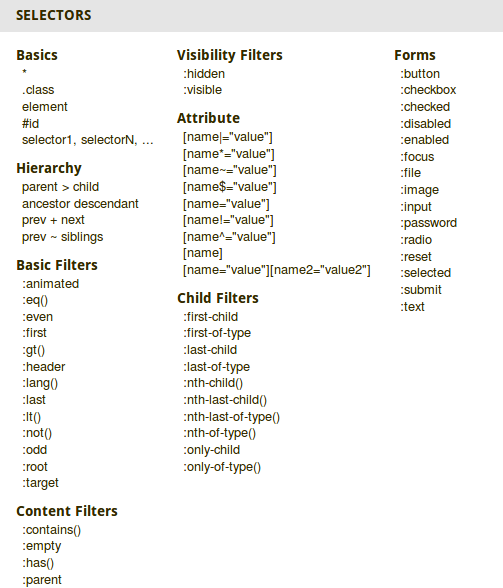 SELECTORS
Basics
*
.class
element
#id
selector1, selectorN, ...
Hierarchy
parent > child
ancestor descendant
prev + next
prev ~ siblings
Basic Filters
:animated
:eq()
:even
:first
:gt()
:header
:lang()
:last
:lt()
:not()
:odd
:root
:target
Content Filters
:contains()
:empty
:has()
:parent
Visibility Filters
:hidden
:visible
Attribute
[name|="value"]
[name*="value"]
[name~="value"]
[name$="value"]
[name="value"]
[name!="value"]
[name^="value"]
[name]
[name="value"][name2="value2"]
Child Filters
:first-child
:first-of-type
:last-child
:last-of-type
:nth-child()
:nth-last-child()
:nth-last-of-type()
:nth-of-type()
:only-child
:only-of-type()
Forms
:button
:checkbox
:checked
:disabled
:enabled
:focus
:file
:image
:input
:password
:radio
:reset
:selected
:submit
:text